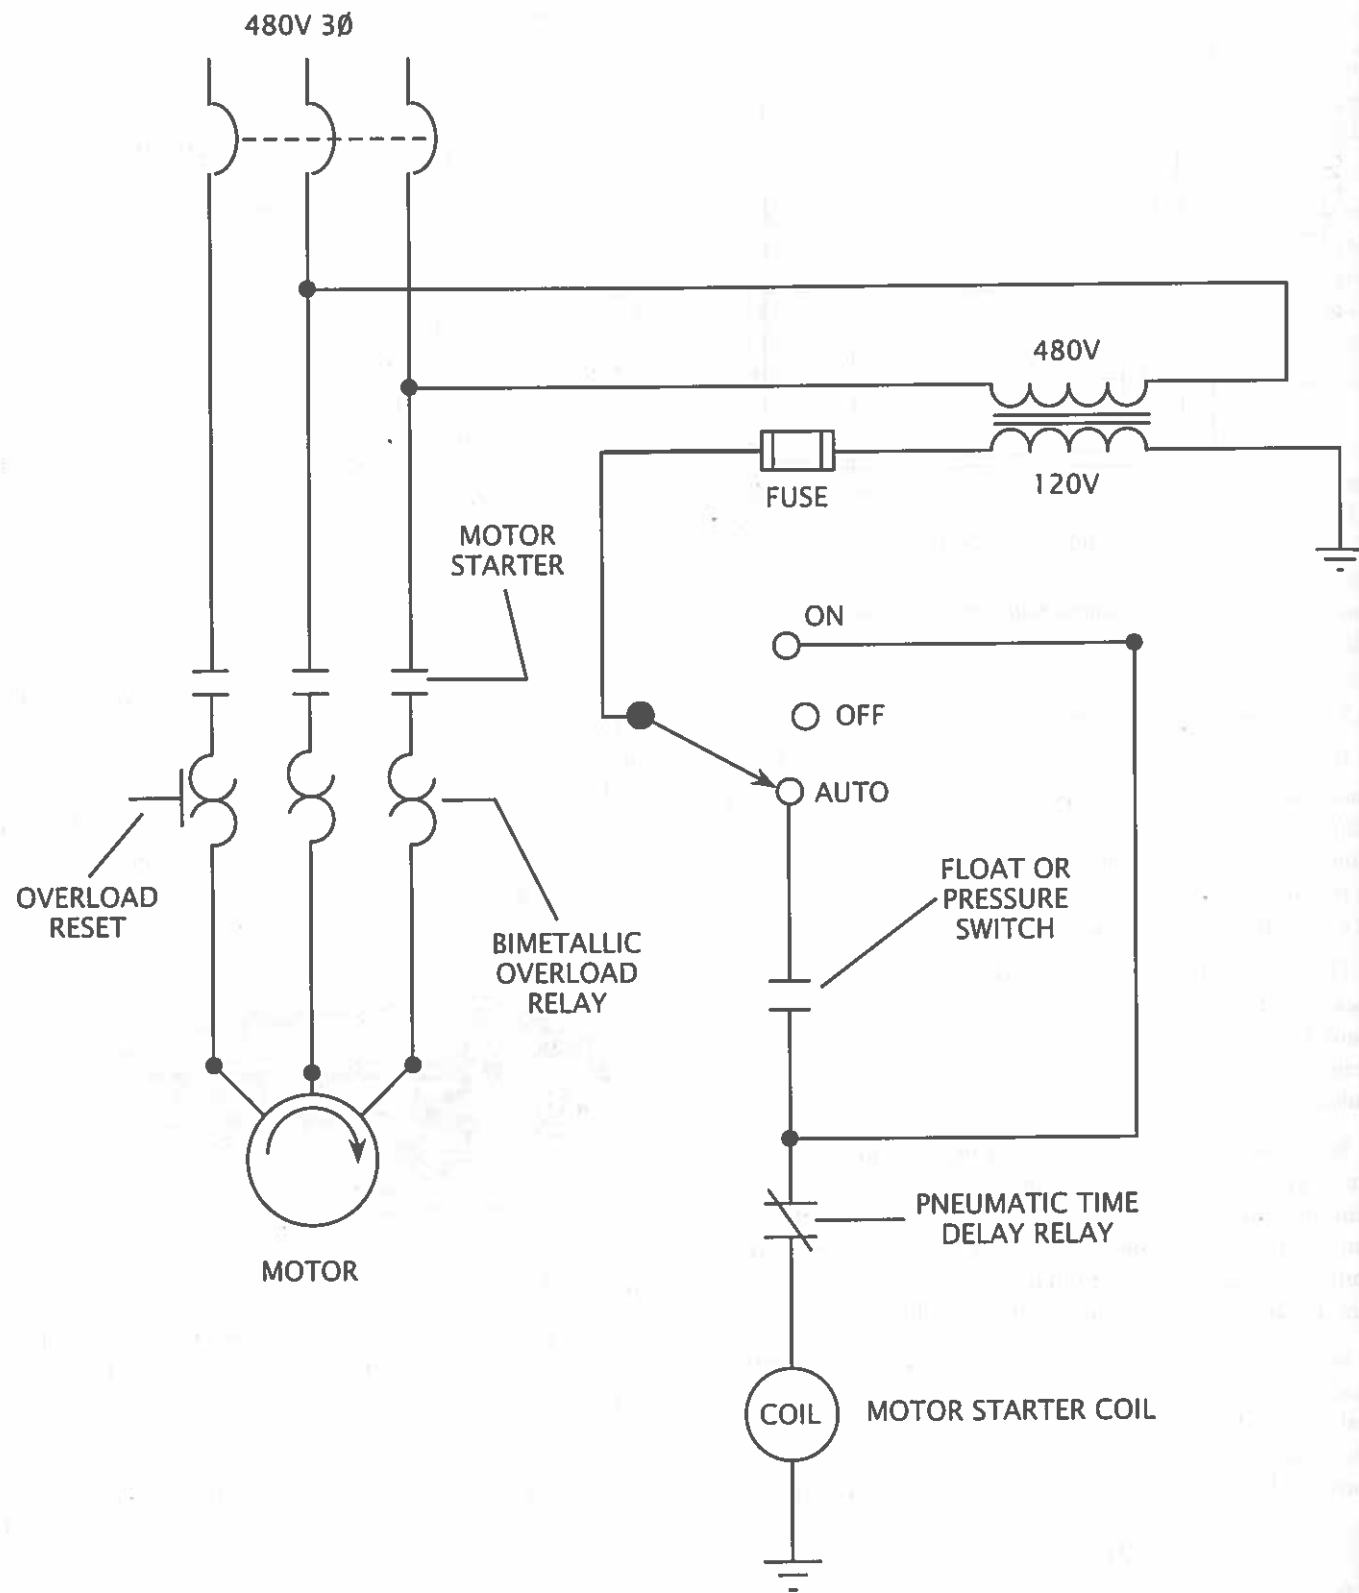 480V 3Ø
480V
120V
FUSE
MOTOR
STARTER
ON
OFF
AUTO
FLOAT OR
PRESSURE
SWITCH
OVERLOAD
RESET
BIMETALLIC
OVERLOAD
RELAY
PNEUMATIC TIME
DELAY RELAY
MOTOR
COIL
MOTOR STARTER COIL